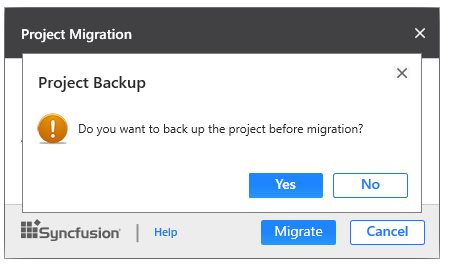 Project Migration
Project Backup
Do you want to back up the project before migration?
Yes No
Syncfusion® | Help Migrate Cancel